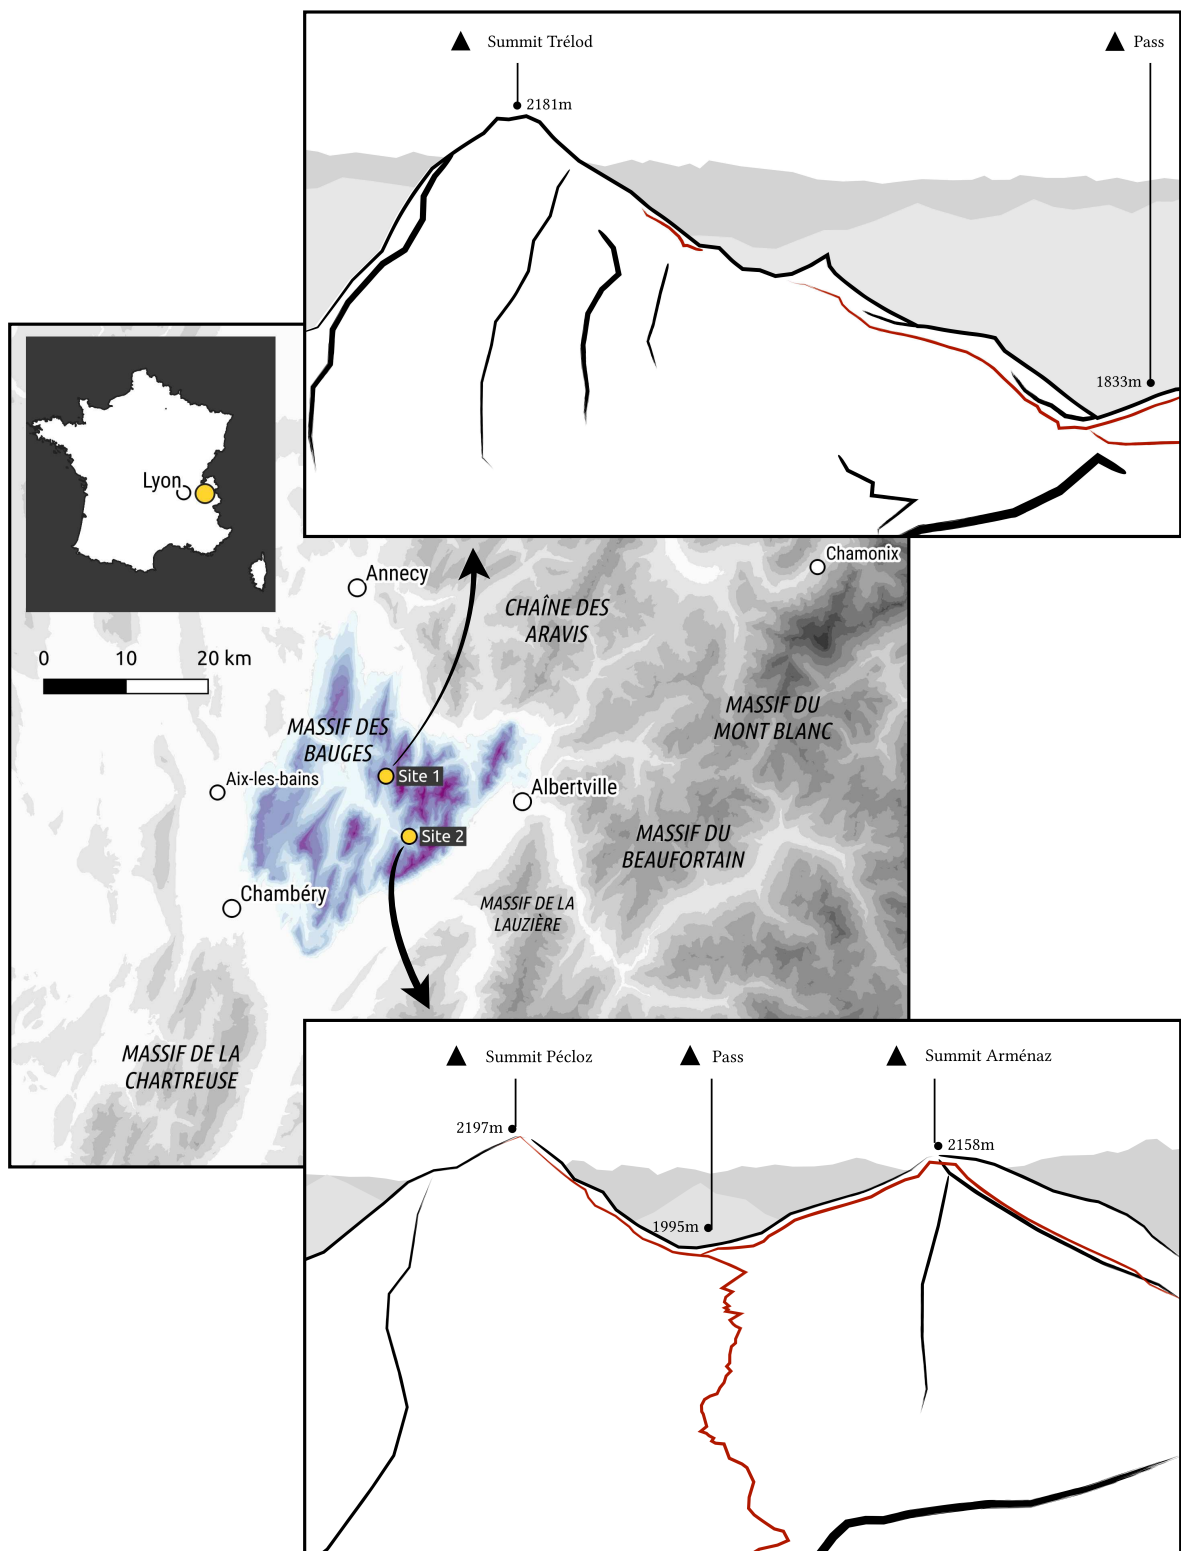 Summit Trélod
Pass
2181m
1833m
Lyon
Chamonix
Annecy
CHAÎNE DES
ARAVIS
0 10 20 km
MASSIF DU
MONT BLANC
MASSIF DES
BAUGES
Aix-les-bains
Site 1
Albertville
Site 2
MASSIF DU
BEAUFORTAIN
Chambéry
MASSIF DE LA
LAUZIÈRE
MASSIF DE LA
CHARTREUSE
Summit Pécloz
Pass
Summit Arménaz
2197m
2158m
1995m